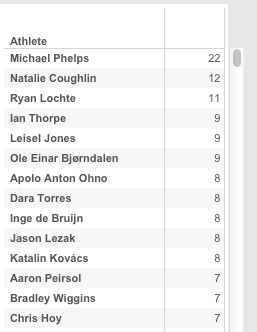 Athlete
Michael Phelps 22
Natalie Coughlin 12
Ryan Lochte 11
Ian Thorpe 9
Leisel Jones 9
Ole Einar Bjørndalen 9
Apolo Anton Ohno 8
Dara Torres 8
Inge de Bruijn 8
Jason Lezak 8
Katalin Kovács 8
Aaron Peirsol 7
Bradley Wiggins 7
Chris Hoy 7